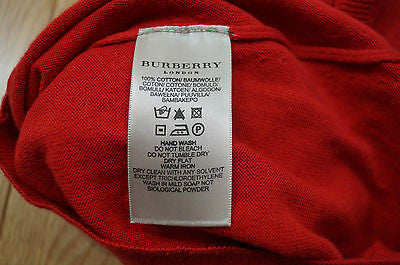 BURBERRY
LONDON
100% COTTON/BAUMWOLLE/
COTON/COTONE/BOMULD/
BOMULL/KATOEN/ALGODON/
BAWEŁNA/PUUVILLA/
BAMBAKEPO
HAND WASH
DO NOT BLEACH
DO NOT TUMBLE DRY
DRY FLAT
WARM IRON
DRY CLEAN WITH ANY SOLVENT
EXCEPT TRICHLOROETHYLENE
WASH IN MILD SOAP NOT
BIOLOGICAL POWDER